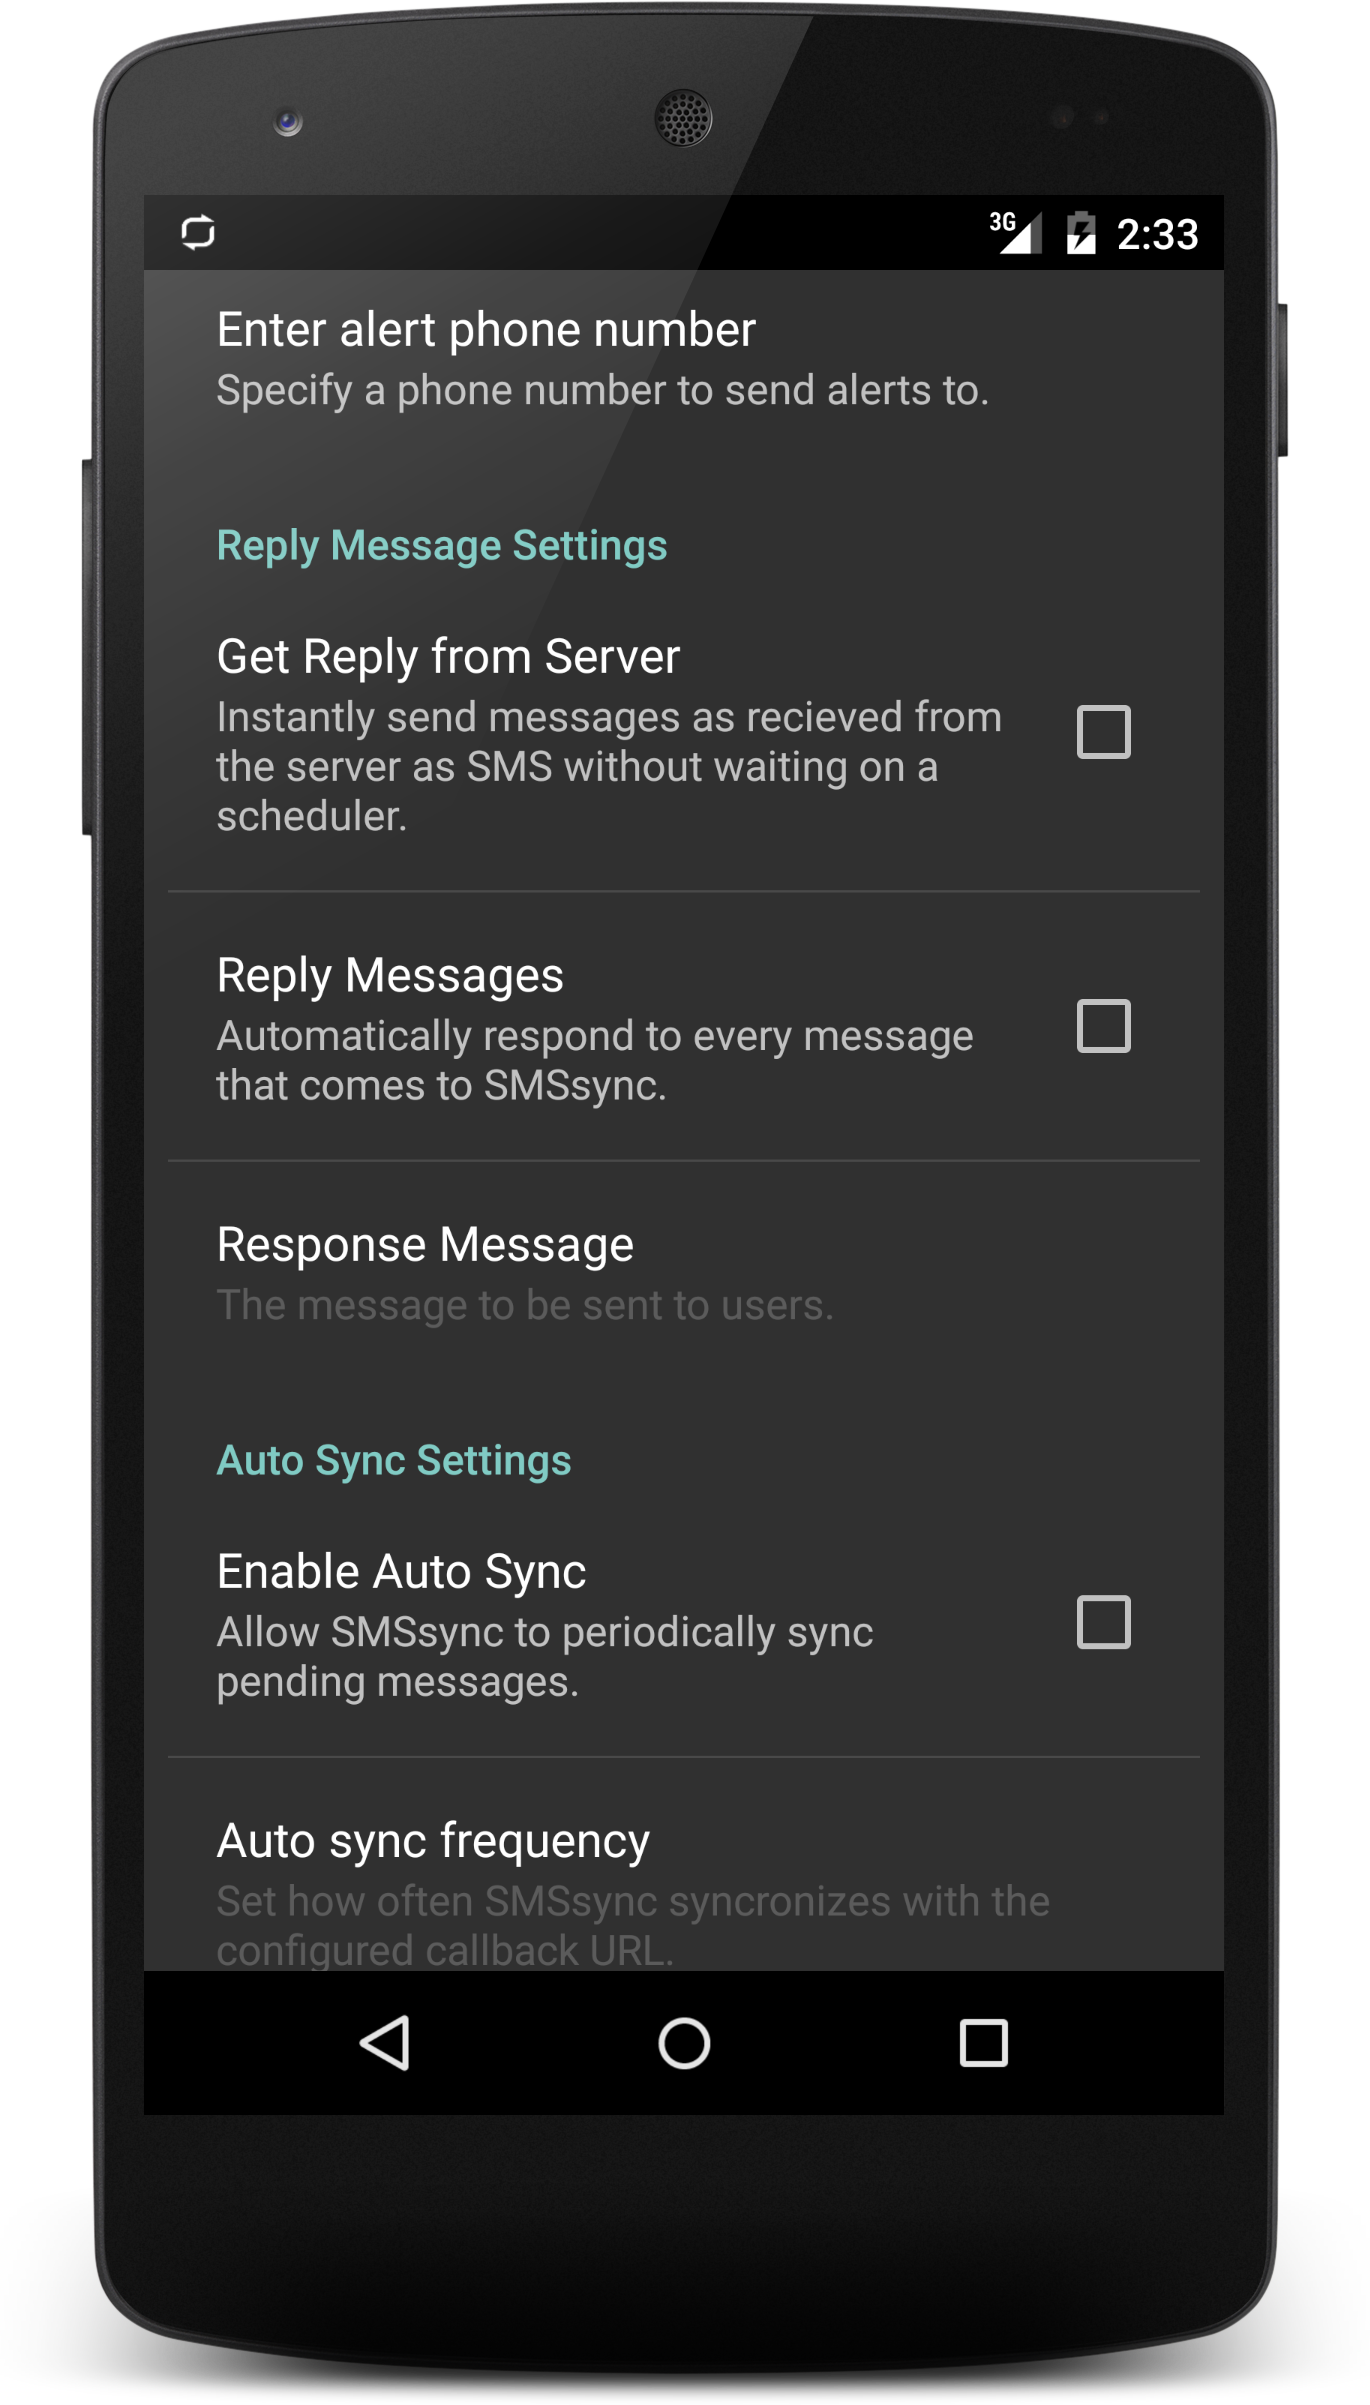 3G 2:33
Enter alert phone number
Specify a phone number to send alerts to.
Reply Message Settings
Get Reply from Server
Instantly send messages as recieved from
the server as SMS without waiting on a
scheduler.
Reply Messages
Automatically respond to every message
that comes to SMSsync.
Response Message
The message to be sent to users.
Auto Sync Settings
Enable Auto Sync
Allow SMSsync to periodically sync
pending messages.
Auto sync frequency
Set how often SMSsync syncronizes with the
configured callback URL.